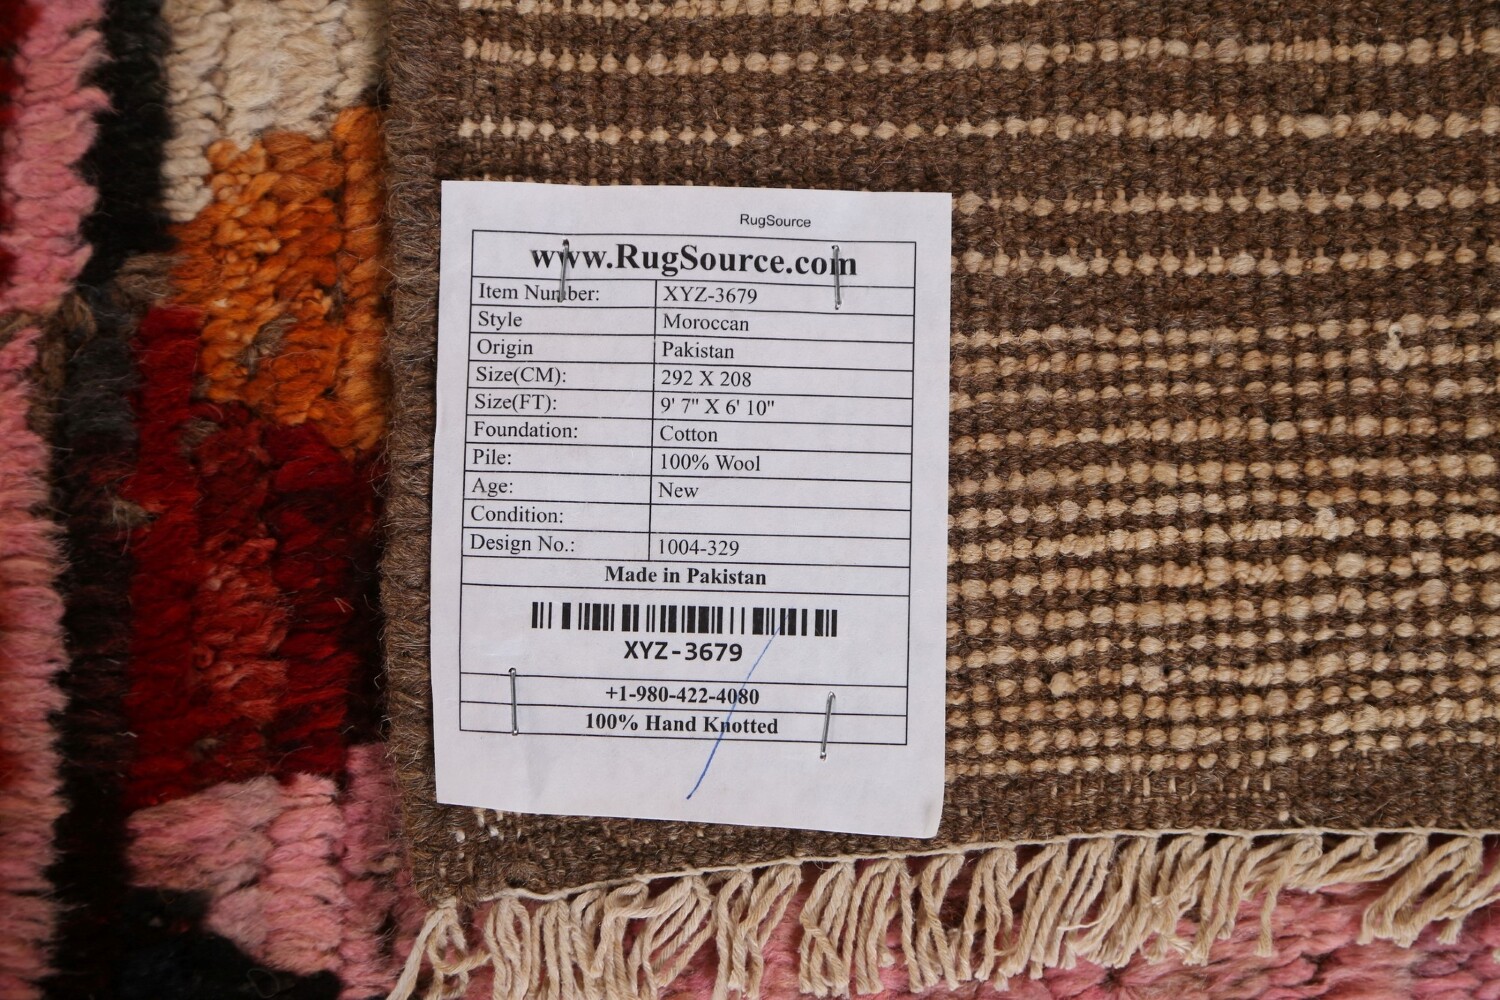 RugSource
www.RugSource.com
Item Number: XYZ-3679
Style Moroccan
Origin Pakistan
Size(CM): 292 X 208
Size(FT): 9' 7" X 6' 10"
Foundation: Cotton
Pile: 100% Wool
Age: New
Condition:
Design No.: 1004-329
Made in Pakistan
XYZ-3679
+1-980-422-4080
100% Hand Knotted